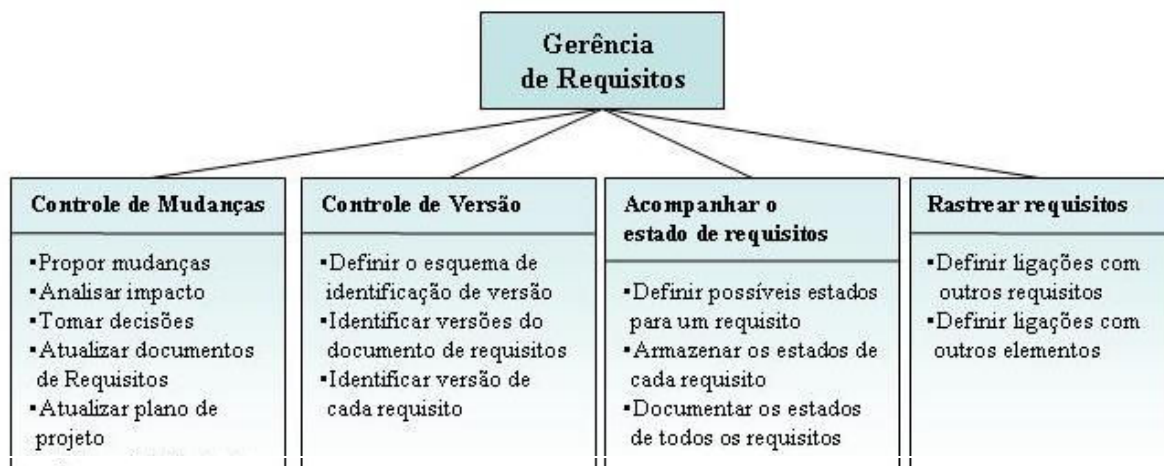 Gerência
de Requisitos
Controle de Mudanças
▪Propor mudanças
▪Analisar impacto
▪Tomar decisões
▪Atualizar documentos
de Requisitos
▪Atualizar plano de
projeto
Controle de Versão
▪Definir o esquema de
identificação de versão
▪Identificar versões do
documento de requisitos
▪Identificar versão de
cada requisito
Acompanhar o
estado de requisitos
▪Definir possíveis estados
para um requisito
▪Armazenar os estados de
cada requisito
▪Documentar os estados
de todos os requisitos
Rastrear requisitos
▪Definir ligações com
outros requisitos
▪Definir ligações com
outros elementos